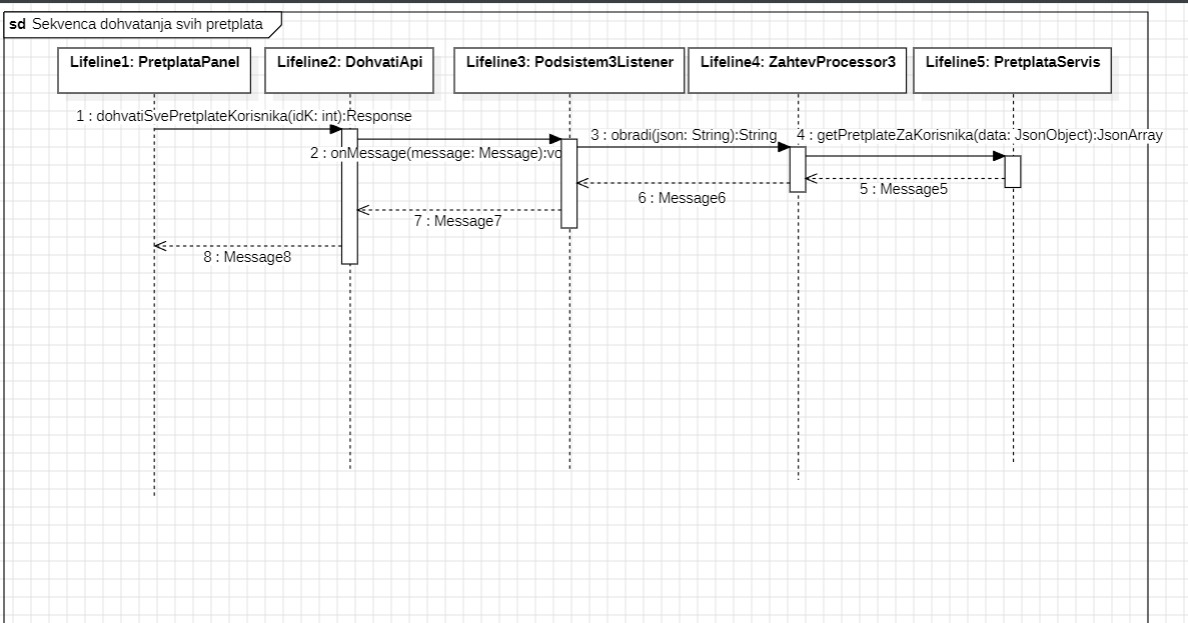 sd Sekvenca dohvatanja svih pretplata
Lifeline1: PretplataPanel
Lifeline2: DohvatiApi
Lifeline3: Podsistem3Listener
Lifeline4: ZahtevProcessor3
Lifeline5: PretplataServis
1 : dohvatiSvePretplateKorisnika(idK: int):Response
2 : onMessage(message: Message):vo
3 : obradi(json: String):String
4 : getPretplateZaKorisnika(data: JsonObject):JsonArray
5 : Message5
6 : Message6
7 : Message7
8 : Message8